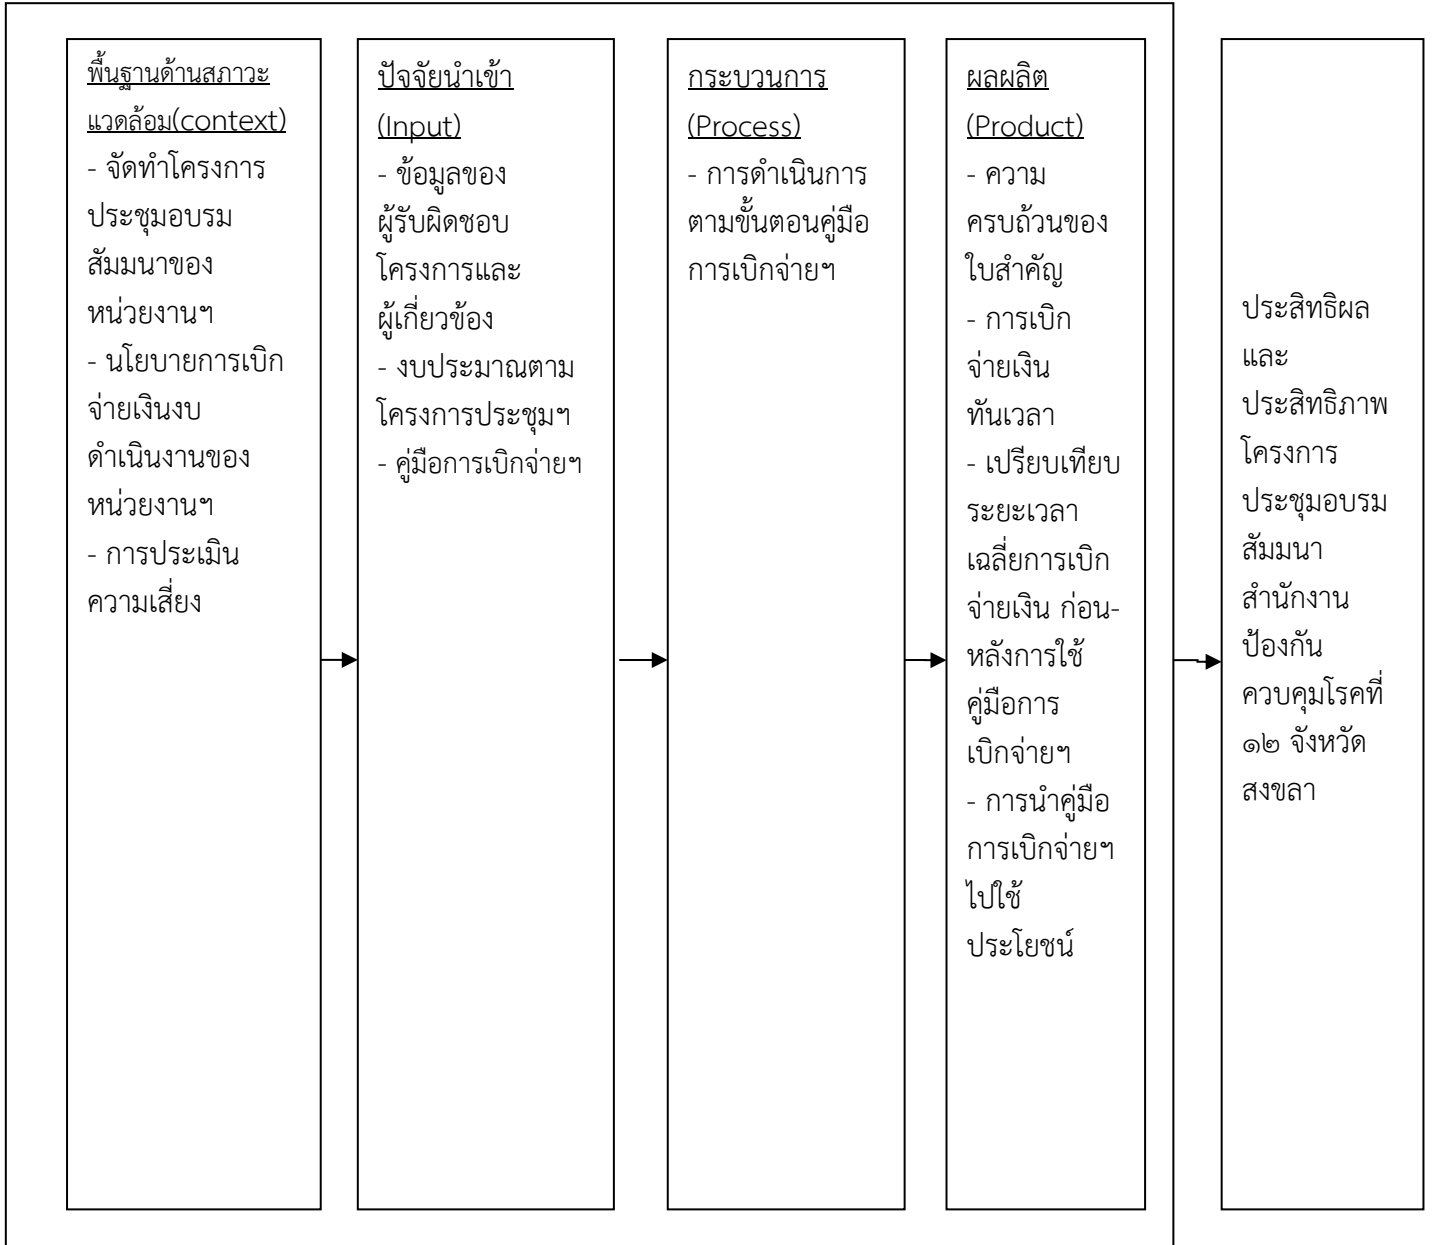 พื้นฐานด้านสภาวะ
แวดล้อม(context)
- จัดทำโครงการ
ประชุมอบรม
สัมมนาของ
หน่วยงานฯ
- นโยบายการเบิก
จ่ายเงินงบ
ดำเนินงานของ
หน่วยงานฯ
- การประเมิน
ความเสี่ยง
ปัจจัยนำเข้า
(Input)
- ข้อมูลของ
ผู้รับผิดชอบ
โครงการและ
ผู้เกี่ยวข้อง
- งบประมาณตาม
โครงการประชุมฯ
- คู่มือการเบิกจ่ายฯ
กระบวนการ
(Process)
- การดำเนินการ
ตามขั้นตอนคู่มือ
การเบิกจ่ายฯ
ผลผลิต
(Product)
- ความ
ครบถ้วนของ
ใบสำคัญ
- การเบิก
จ่ายเงิน
ทันเวลา
- เปรียบเทียบ
ระยะเวลา
เฉลี่ยการเบิก
จ่ายเงิน ก่อน-
หลังการใช้
คู่มือการ
เบิกจ่ายฯ
- การนำคู่มือ
การเบิกจ่ายฯ
ไปใช้
ประโยชน์
ประสิทธิผล
และ
ประสิทธิภาพ
โครงการ
ประชุมอบรม
สัมมนา
สำนักงาน
ป้องกัน
ควบคุมโรคที่
๑๒ จังหวัด
สงขลา